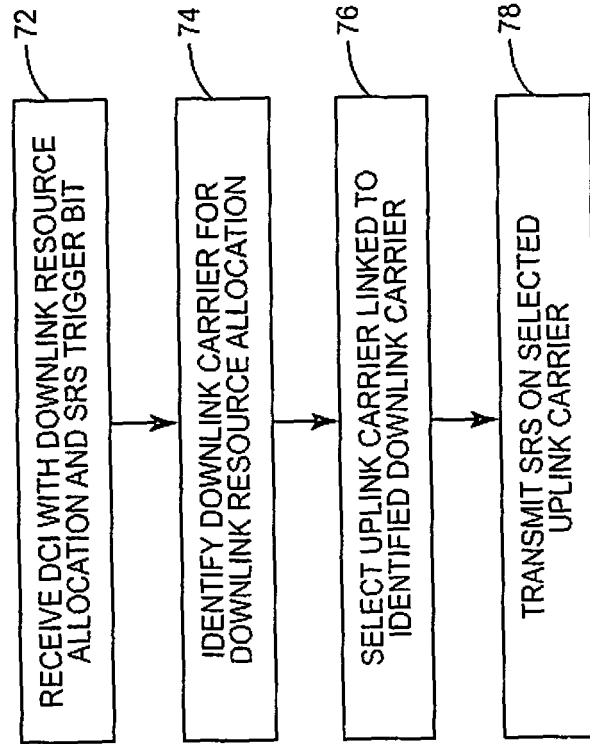 72
RECEIVE DCI WITH DOWNLINK RESOURCE
ALLOCATION AND SRS TRIGGER BIT
74
IDENTIFY DOWNLINK CARRIER FOR
DOWNLINK RESOURCE ALLOCATION
76
SELECT UPLINK CARRIER LINKED TO
IDENTIFIED DOWNLINK CARRIER
78
TRANSMIT SRS ON SELECTED
UPLINK CARRIER